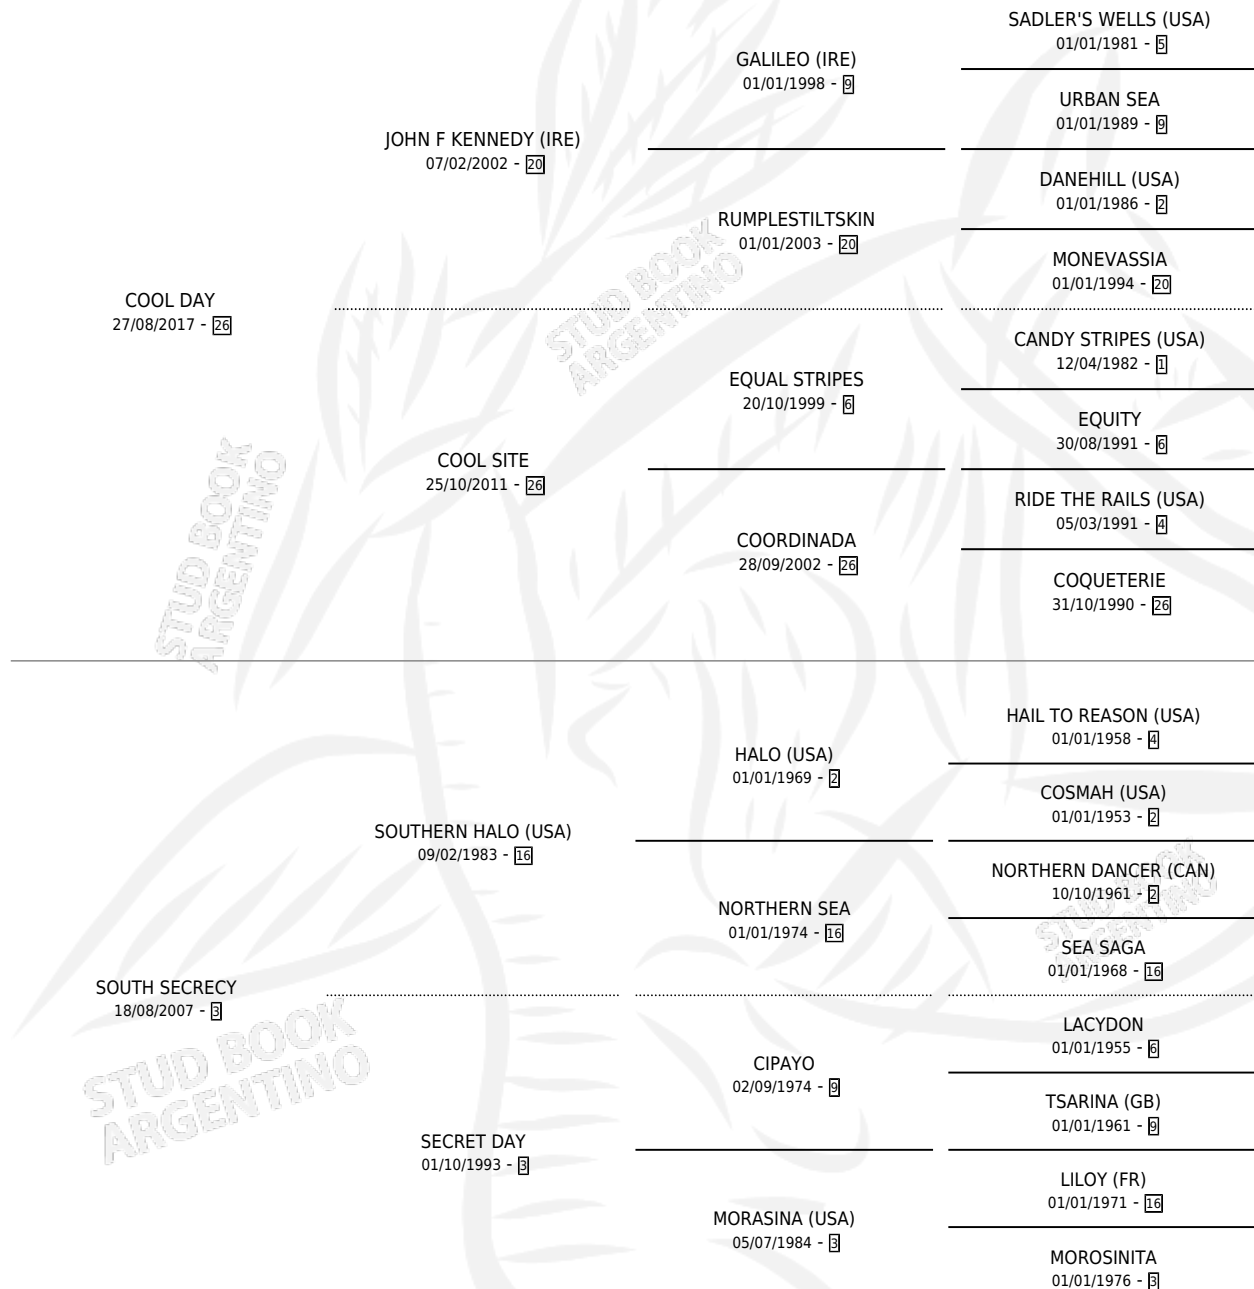 SADLER'S WELLS (USA)
01/01/1981 - 5
GALILEO (IRE)
01/01/1998 - 9
URBAN SEA
01/01/1989 - 9
JOHN F KENNEDY (IRE)
07/02/2002 - 20
DANEHILL (USA)
01/01/1986 - 2
RUMPLESTILTSKIN
01/01/2003 - 20
MONEVASSIA
01/01/1994 - 20
COOL DAY
27/08/2017 - 26
CANDY STRIPES (USA)
12/04/1982 - 1
EQUAL STRIPES
20/10/1999 - 6
EQUITY
30/08/1991 - 6
COOL SITE
25/10/2011 - 26
RIDE THE RAILS (USA)
05/03/1991 - 4
COORDINADA
28/09/2002 - 26
COQUETERIE
31/10/1990 - 26
HAIL TO REASON (USA)
01/01/1958 - 4
HALO (USA)
01/01/1969 - 2
COSMAH (USA)
01/01/1953 - 2
SOUTHERN HALO (USA)
09/02/1983 - 16
NORTHERN DANCER (CAN)
10/10/1961 - 2
NORTHERN SEA
01/01/1974 - 16
SEA SAGA
01/01/1968 - 16
SOUTH SECRECY
18/08/2007 - 3
LACYDON
01/01/1955 - 6
CIPAYO
02/09/1974 - 9
TSARINA (GB)
01/01/1961 - 9
SECRET DAY
01/10/1993 - 3
LILOY (FR)
01/01/1971 - 16
MORASINA (USA)
05/07/1984 - 3
MOROSINITA
01/01/1976 - 3
STUD BOOK
ARGENTINO
STUD BOOK
ARGENTINO
STUD BOOK
ARGENTINO
STUD BOOK
ARGENTINO